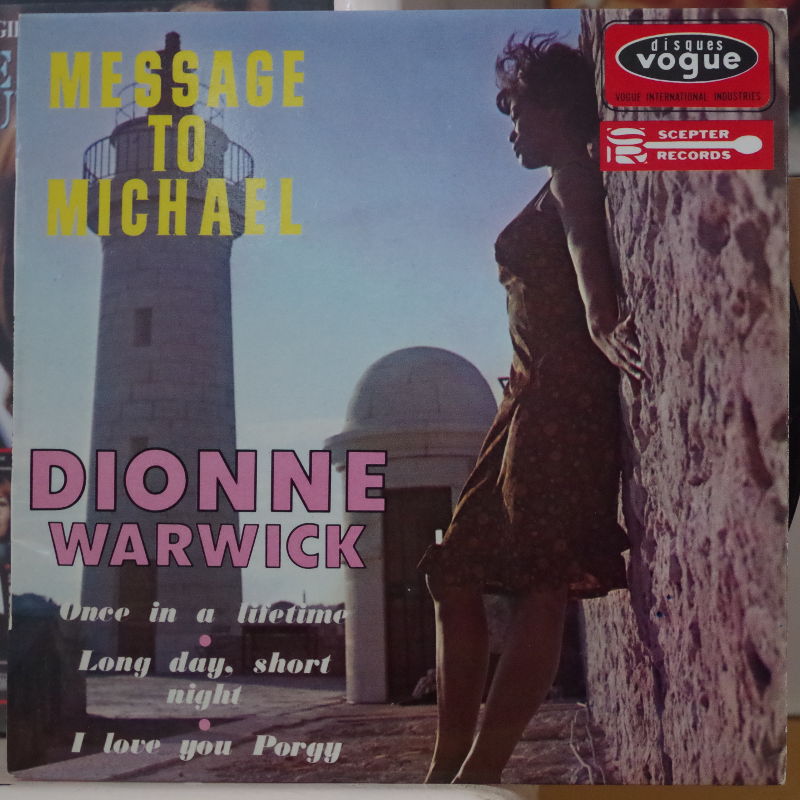 MESSAGE
TO
MICHAEL
disques
vogue
VOGUE INTERNATIONAL INDUSTRIES
SCEPTER
RECORDS
DIONNE
WARWICK
Once in a lifetime
Long day, short
night
I love you Porgy